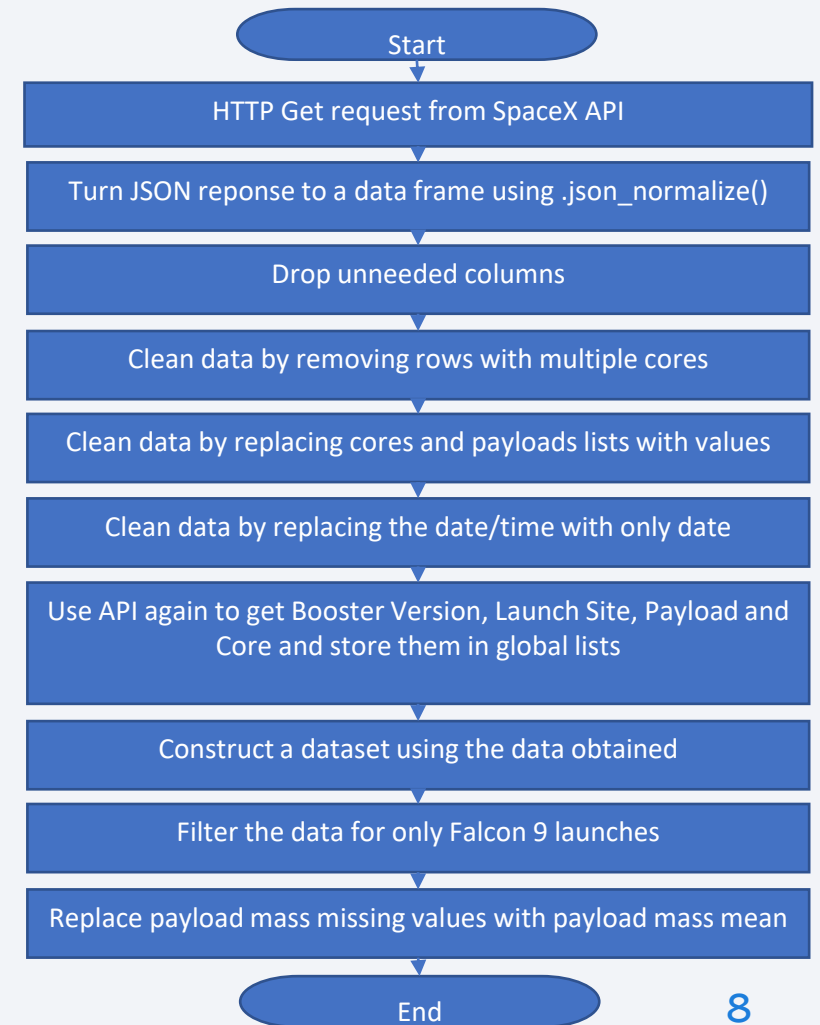 Start
HTTP Get request from SpaceX API
Turn JSON reponse to a data frame using .json_normalize()
Drop unneeded columns
Clean data by removing rows with multiple cores
Clean data by replacing cores and payloads lists with values
Clean data by replacing the date/time with only date
Use API again to get Booster Version, Launch Site, Payload and
Core and store them in global lists
Construct a dataset using the data obtained
Filter the data for only Falcon 9 launches
Replace payload mass missing values with payload mass mean
End
8